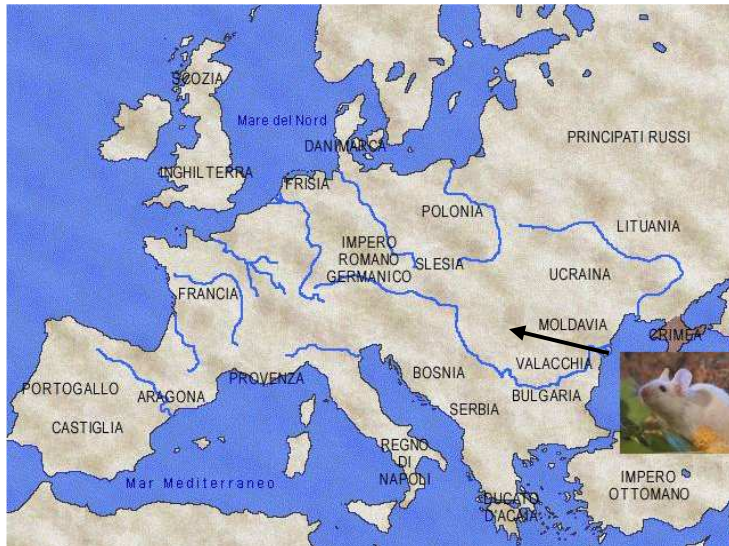 SCOZIA
Mare del Nord
DANIMARCA
PRINCIPATI RUSSI
INGHILTERRA
FRISIA
POLONIA
LITUANIA
IMPERO
ROMANO
GERMANICO
SLESIA
UCRAINA
FRANCIA
MOLDAVIA
CRIMEA
VALACCHIA
PROVENZA
BOSNIA
PORTOGALLO
ARAGONA
BULGARIA
SERBIA
CASTIGLIA
REGNO
DI
NAPOLI
IMPERO
OTTOMANO
Mar Mediterraneo
DUCATO
D'ACAIA